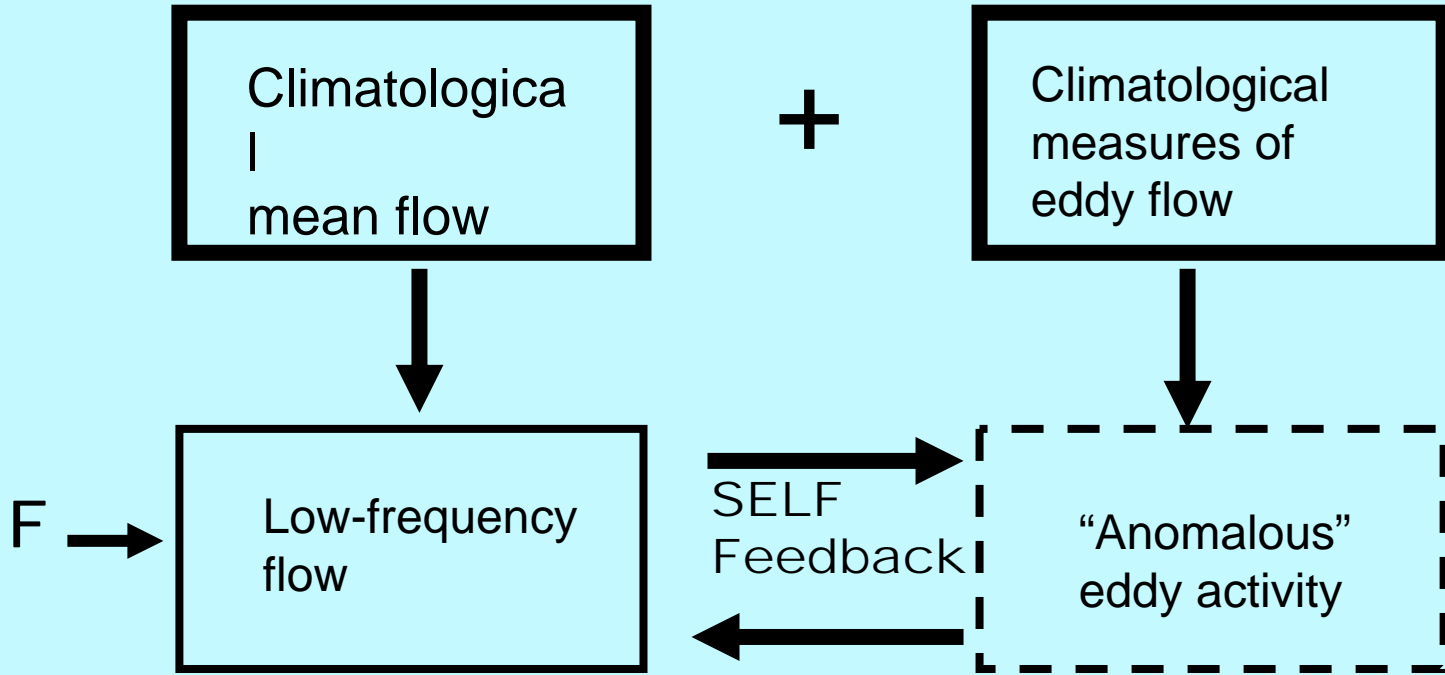 Climatologica
l
mean flow
+
Climatological
measures of
eddy flow
F
Low-frequency
flow
SELF
Feedback
“Anomalous”
eddy activity